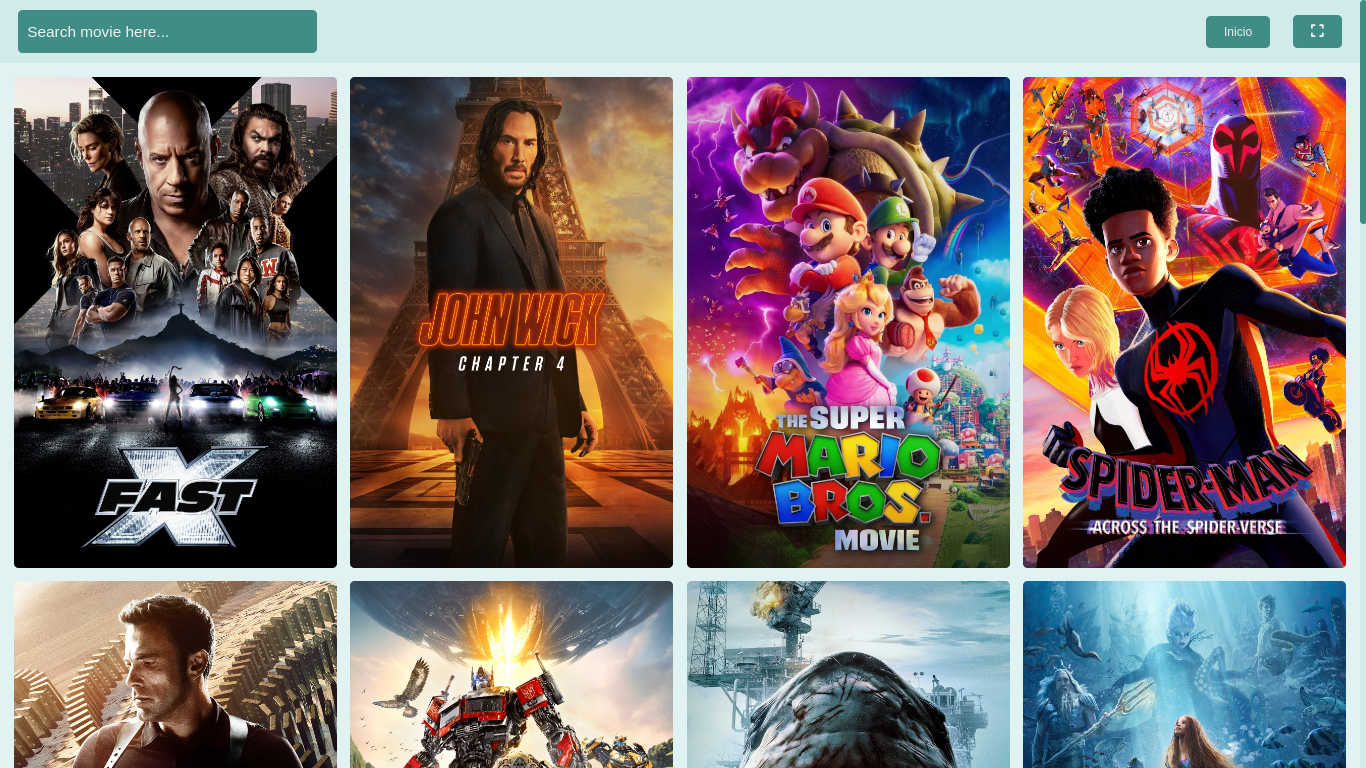 Search movie here...
Inicio
FAST X
JOHN WICK
CHAPTER 4
THE SUPER
MARIO
BROS.
MOVIE
SPIDER-MAN
ACROSS THE SPIDER-VERSE
W